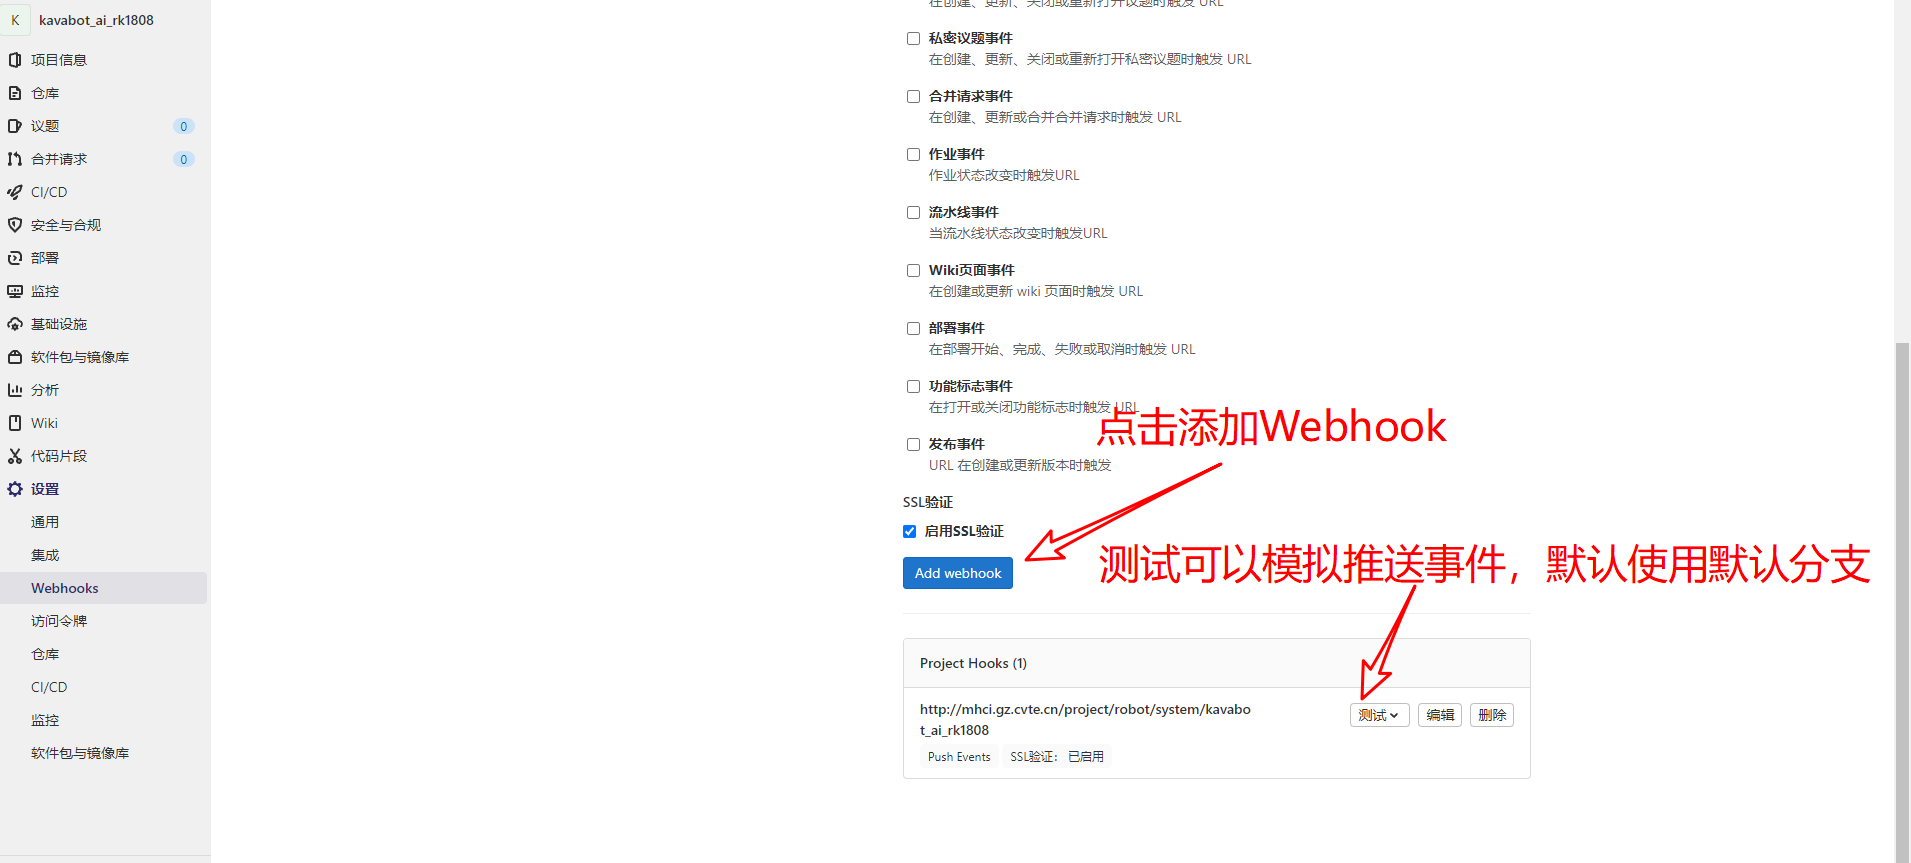 K kavabot_ai_rk1808
项目信息
仓库
议题 0
合并请求 0
CI/CD
安全与合规
部署
监控
基础设施
软件包与镜像库
分析
Wiki
代码片段
设置
通用
集成
Webhooks
访问令牌
仓库
CI/CD
监控
软件包与镜像库
在创建、更新、关闭或重新打开议题时触发 URL
私密议题事件
在创建、更新、关闭或重新打开私密议题时触发 URL
合并请求事件
在创建、更新或合并合并请求时触发 URL
作业事件
作业状态改变时触发URL
流水线事件
当流水线状态改变时触发URL
Wiki页面事件
在创建或更新 wiki 页面时触发 URL
部署事件
在部署开始、完成、失败或取消时触发 URL
功能标志事件
在打开或关闭功能标志时触发 URL
点击添加Webhook
发布事件
URL 在创建或更新版本时触发
SSL验证
启用SSL验证
Add webhook
测试可以模拟推送事件，默认使用默认分支
Project Hooks (1)
http://mhci.gz.cvte.cn/project/robot/system/kavabo
t_ai_rk1808
测试 编辑 删除
Push Events SSL验证： 已启用